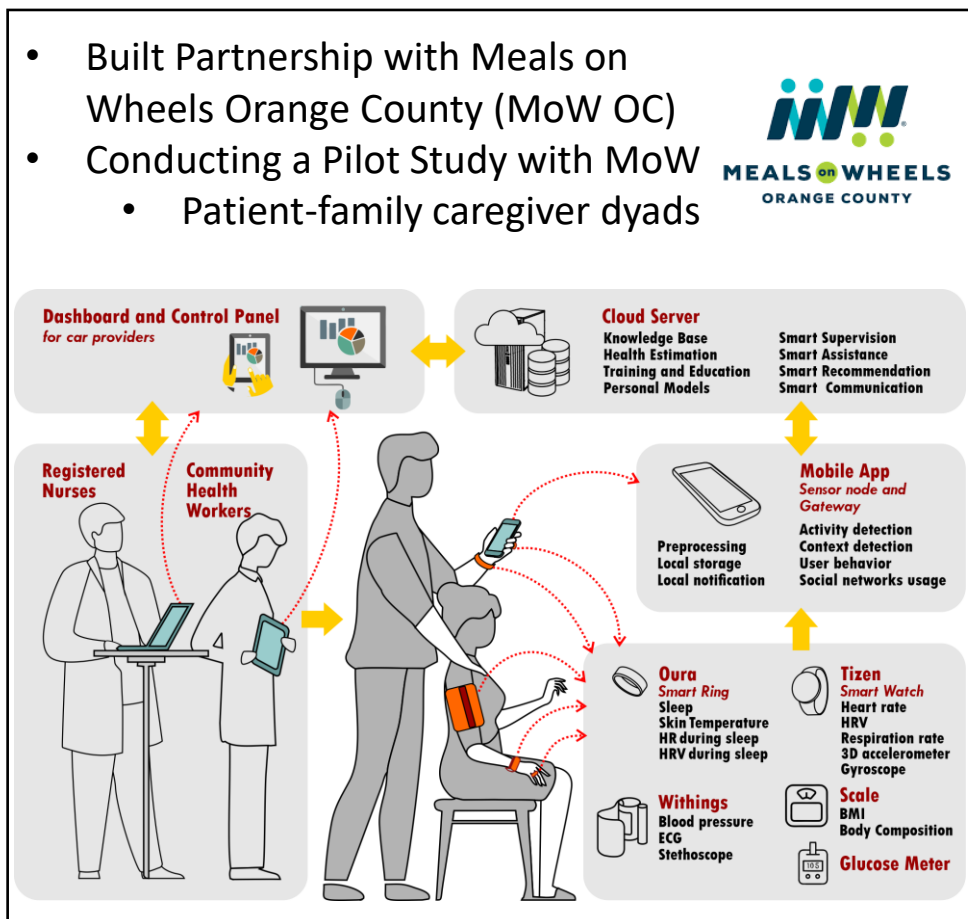 • Built Partnership with Meals on
Wheels Orange County (MoW OC)
• Conducting a Pilot Study with MoW
• Patient-family caregiver dyads
MEALS on WHEELS
ORANGE COUNTY
Dashboard and Control Panel
for car providers
Cloud Server
Knowledge Base
Health Estimation
Training and Education
Personal Models
Smart Supervision
Smart Assistance
Smart Recommendation
Smart Communication
Registered
Nurses
Community
Health
Workers
Mobile App
Sensor node and
Gateway
Preprocessing
Local storage
Local notification
Activity detection
Context detection
User behavior
Social networks usage
Oura
Smart Ring
Sleep
Skin Temperature
HR during sleep
HRV during sleep
Tizen
Smart Watch
Heart rate
HRV
Respiration rate
3D accelerometer
Gyroscope
Withings
Blood pressure
ECG
Stethoscope
Scale
BMI
Body Composition
Glucose Meter